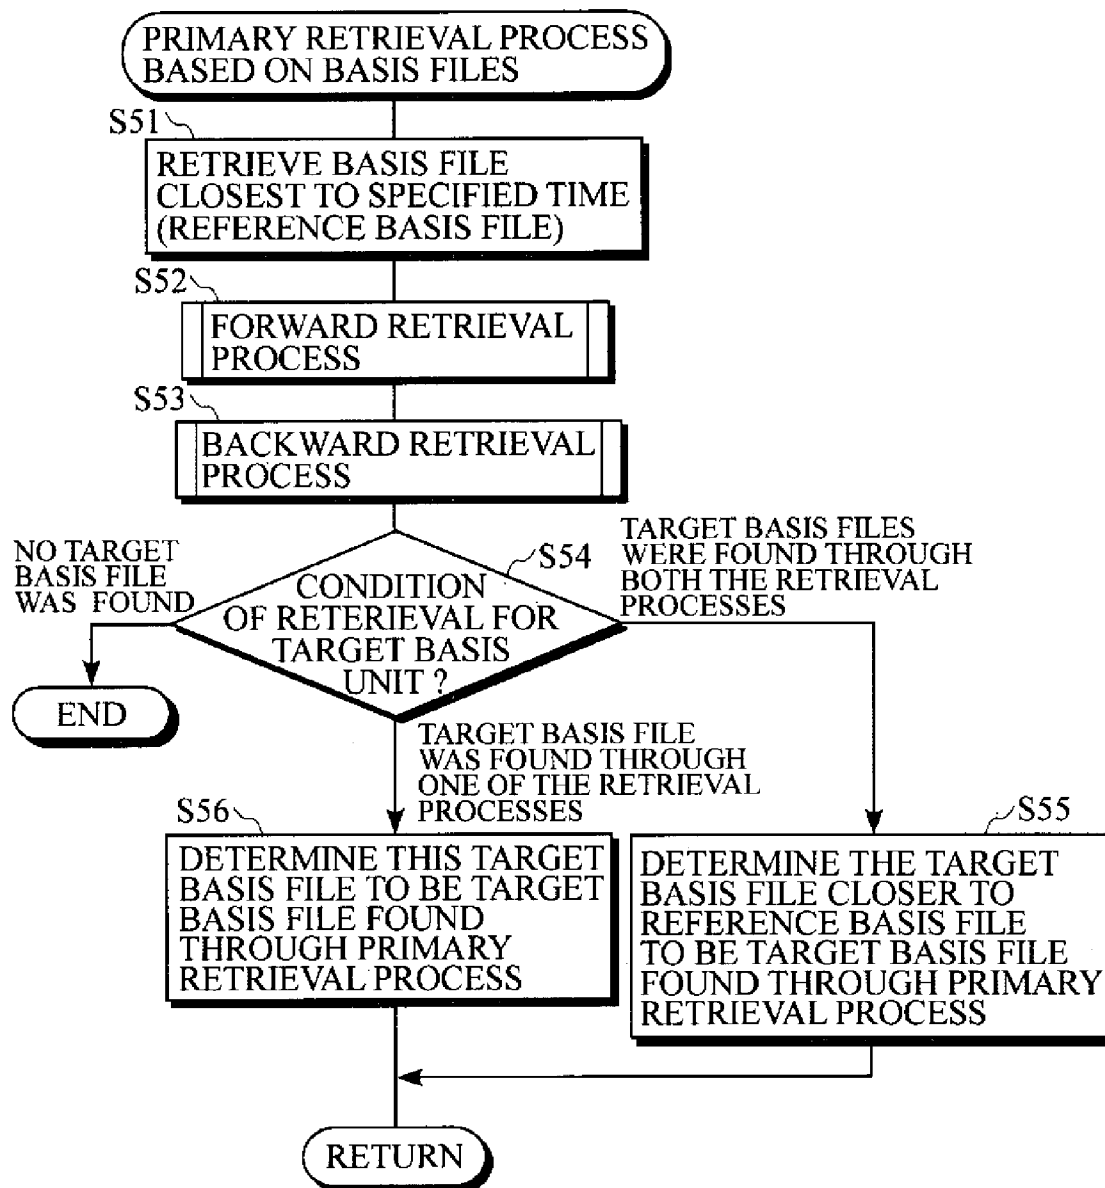 PRIMARY RETRIEVAL PROCESS
BASED ON BASIS FILES
S51
RETRIEVE BASIS FILE
CLOSEST TO SPECIFIED TIME
(REFERENCE BASIS FILE)
S52
FORWARD RETRIEVAL
PROCESS
S53
BACKWARD RETRIEVAL
PROCESS
NO TARGET
BASIS FILE
WAS FOUND
S54
CONDITION
OF RETERIEVAL FOR
TARGET BASIS
UNIT ?
TARGET BASIS FILES
WERE FOUND THROUGH
BOTH THE RETRIEVAL
PROCESSES
END
TARGET BASIS FILE
WAS FOUND THROUGH
ONE OF THE RETRIEVAL
PROCESSES
S56
DETERMINE THIS TARGET
BASIS FILE TO BE TARGET
BASIS FILE FOUND
THROUGH PRIMARY
RETRIEVAL PROCESS
S55
DETERMINE THE TARGET
BASIS FILE CLOSER TO
REFERENCE BASIS FILE
TO BE TARGET BASIS FILE
FOUND THROUGH PRIMARY
RETRIEVAL PROCESS
RETURN